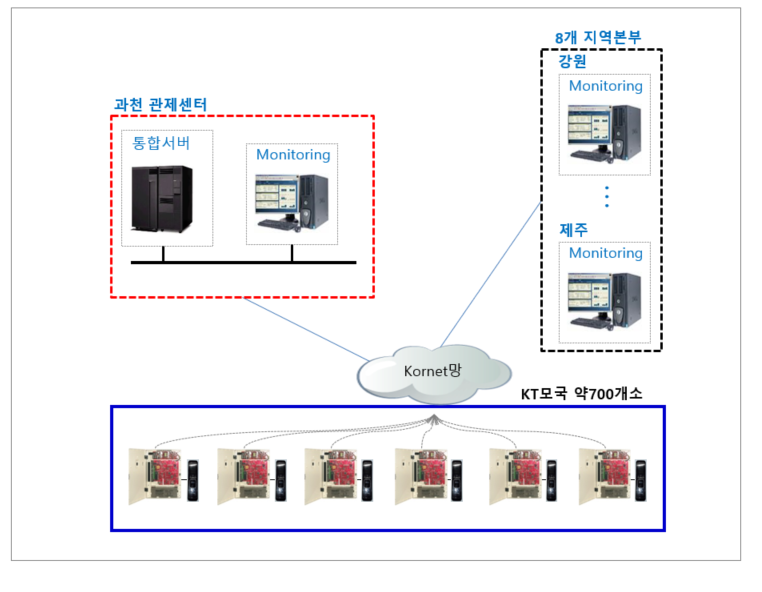 8개 지역본부
강원
Monitoring
과천 관제센터
통합서버
Monitoring
제주
Monitoring
Kornet망
KT모국 약700개소